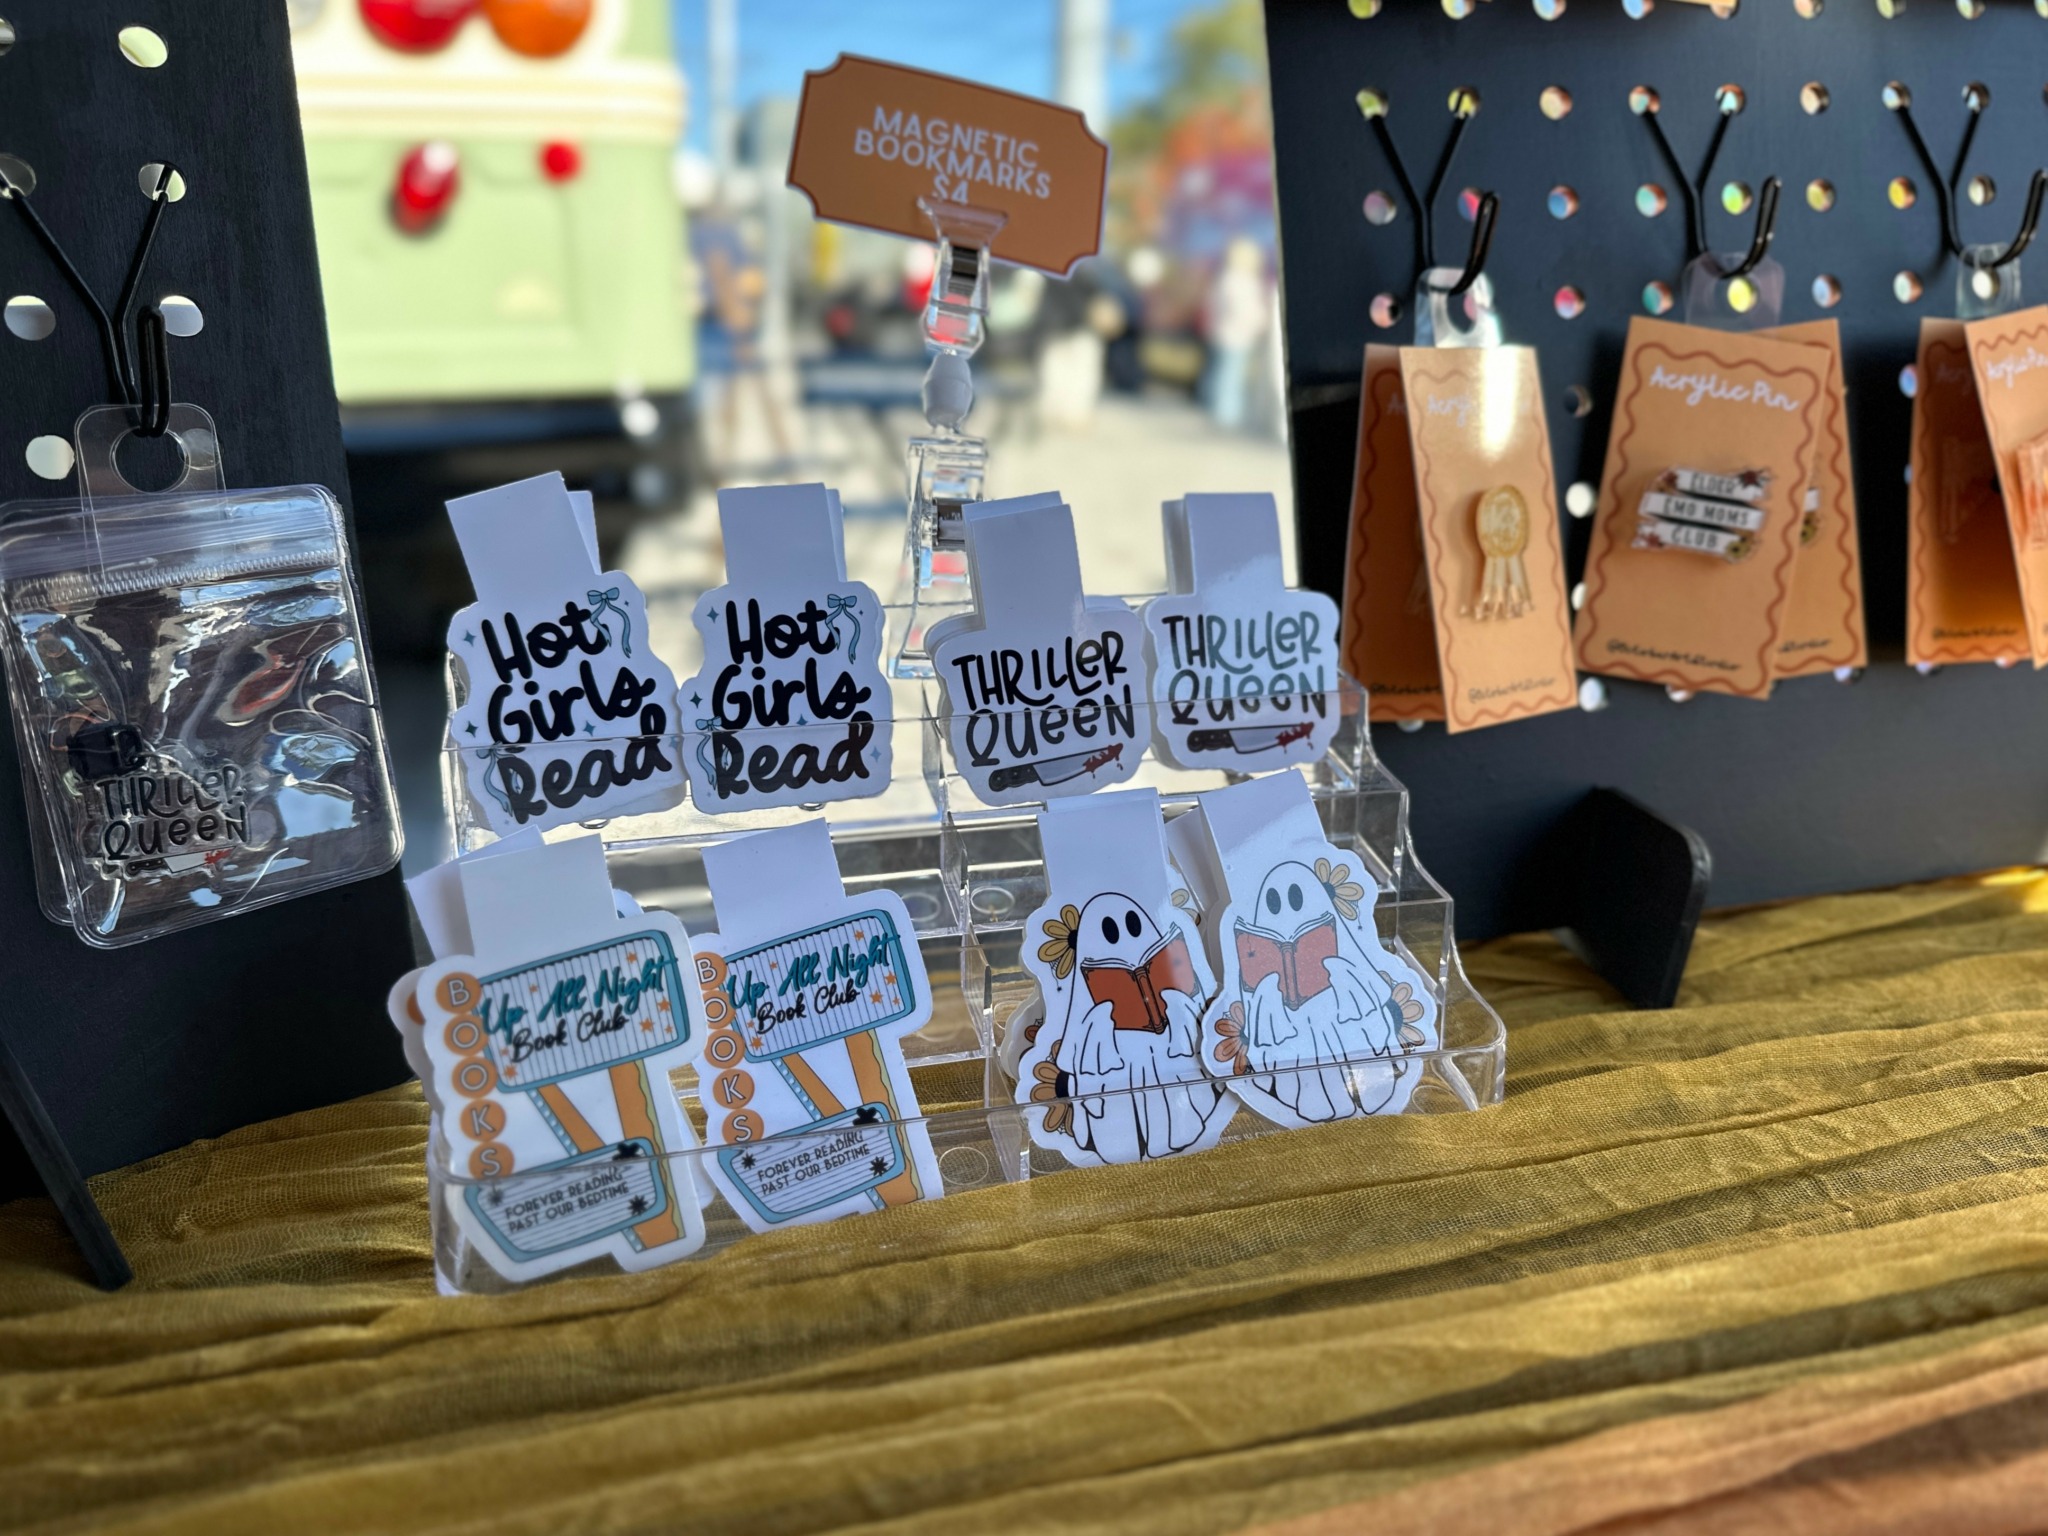 MAGNETIC
BOOKMARKS
$4
Hot
Girls
Read
Hot
Girls
Read
THRILLER
QUEEN
THRILLER
QUEEN
THRILLER
QUEEN
BOOKS
Up All Night
Book Club
FOREVER READING
PAST OUR BEDTIME
BOOKS
Up All Night
Book Club
FOREVER READING
PAST OUR BEDTIME
Acrylic Pin
ELDER
EMO MOMS
CLUB